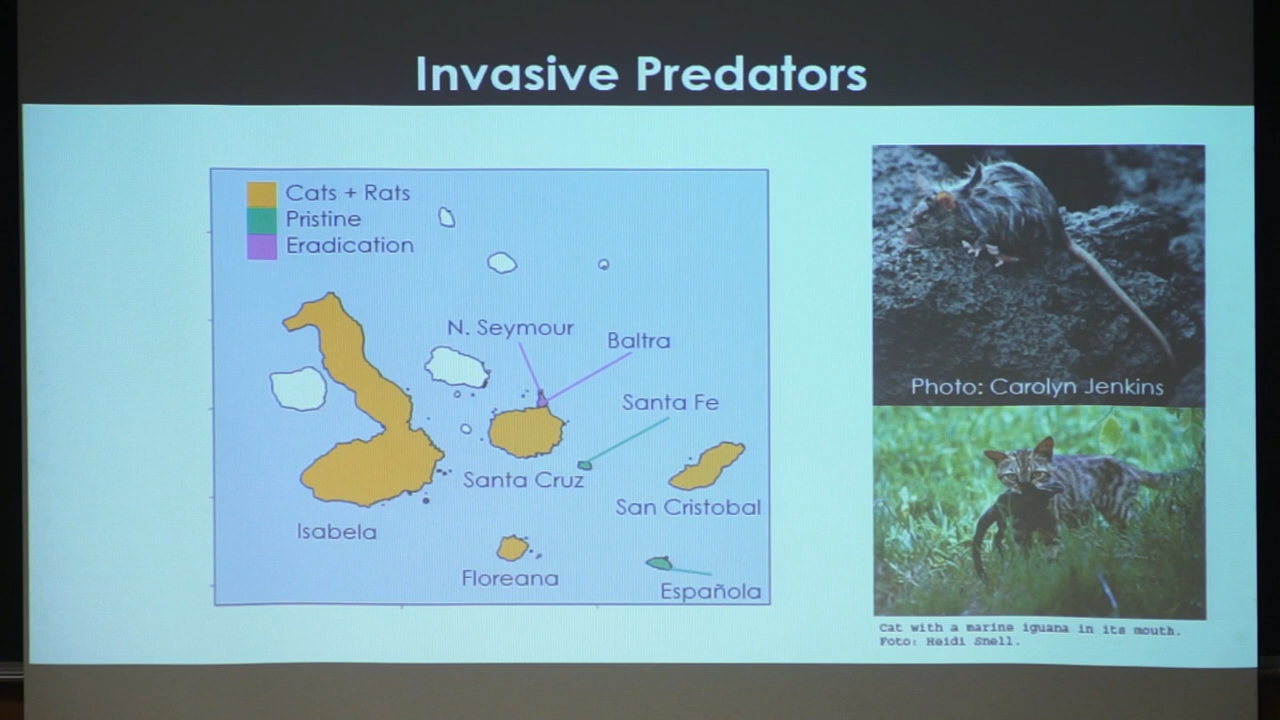 Invasive Predators
Cats + Rats
Pristine
Eradication
N. Seymour
Baltra
Santa Fe
Santa Cruz
San Cristobal
Isabela
Floreana
Española
Photo: Carolyn Jenkins
Cat with a marine iguana in its mouth.
Foto: Heidi Snell.